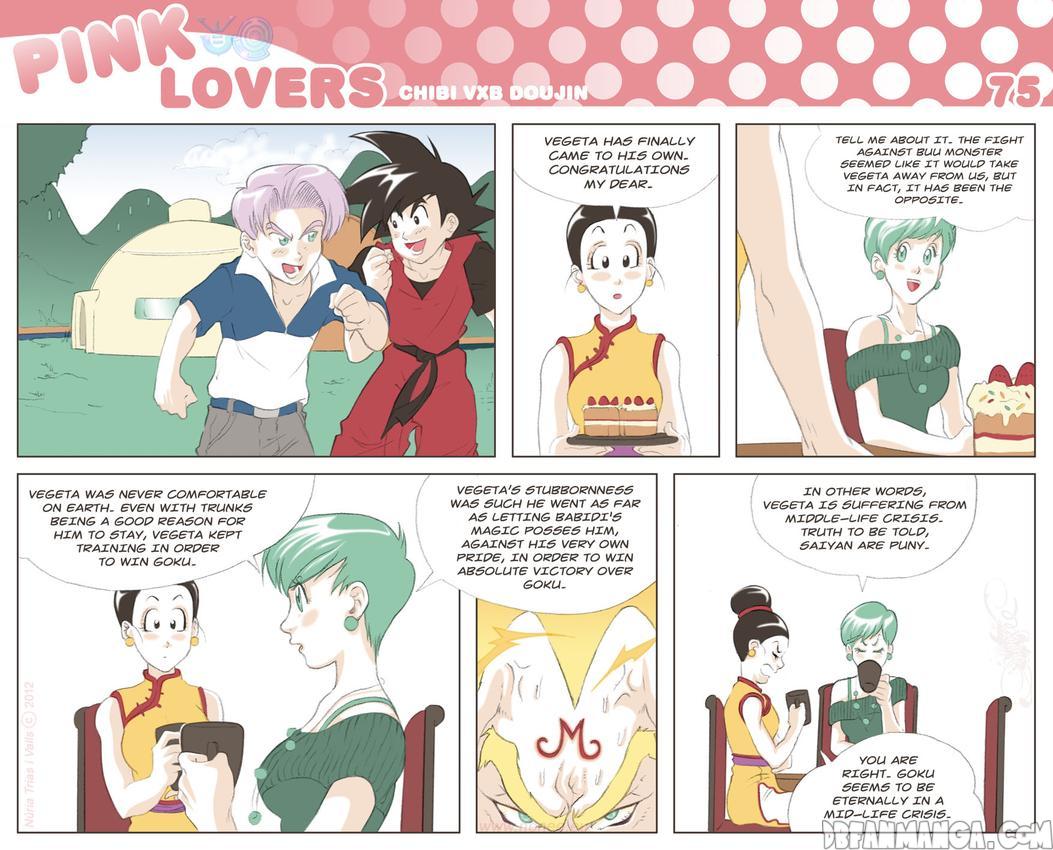 PINK
LOVERS
CHIBI VXB DOUJIN
75
VEGETA HAS FINALLY
CAME TO HIS OWN.
CONGRATULATIONS
MY DEAR.
TELL ME ABOUT IT. THE FIGHT
AGAINST BUU MONSTER
SEEMED LIKE IT WOULD TAKE
VEGETA AWAY FROM US, BUT
IN FACT, IT HAS BEEN THE
OPPOSITE.
VEGETA WAS NEVER COMFORTABLE
ON EARTH. EVEN WITH TRUNKS
BEING A GOOD REASON FOR
HIM TO STAY, VEGETA KEPT
TRAINING IN ORDER
TO WIN GOKU.
VEGETA'S STUBBORNNESS
WAS SUCH HE WENT AS FAR
AS LETTING BABIDI'S
MAGIC POSSES HIM,
AGAINST HIS VERY OWN
PRIDE, IN ORDER TO WIN
ABSOLUTE VICTORY OVER
GOKU.
M
IN OTHER WORDS,
VEGETA IS SUFFERING FROM
MIDDLE-LIFE CRISIS.
TRUTH TO BE TOLD,
SAIYAN ARE PUNY.
YOU ARE
RIGHT. GOKU
SEEMS TO BE
ETERNALLY IN A
MID-LIFE CRISIS.
Núria Trias i Valls © 2012
DBFANMANGA.COM